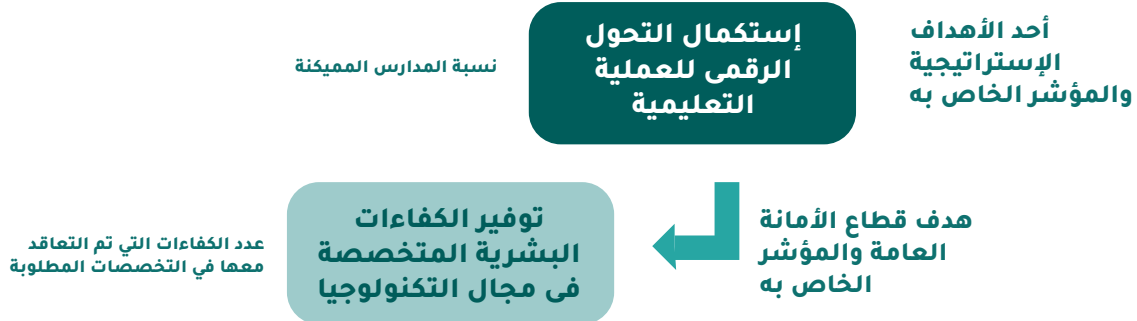 أحد الأهداف
الإستراتيجية
والمؤشر الخاص به
إستكمال التحول
الرقمى للعملية
التعليمية
نسبة المدارس المميكنة
هدف قطاع الأمانة
العامة والمؤشر
الخاص به
توفير الكفاءات
البشرية المتخصصة
فى مجال التكنولوجيا
عدد الكفاءات التي تم التعاقد
معها في التخصصات المطلوبة